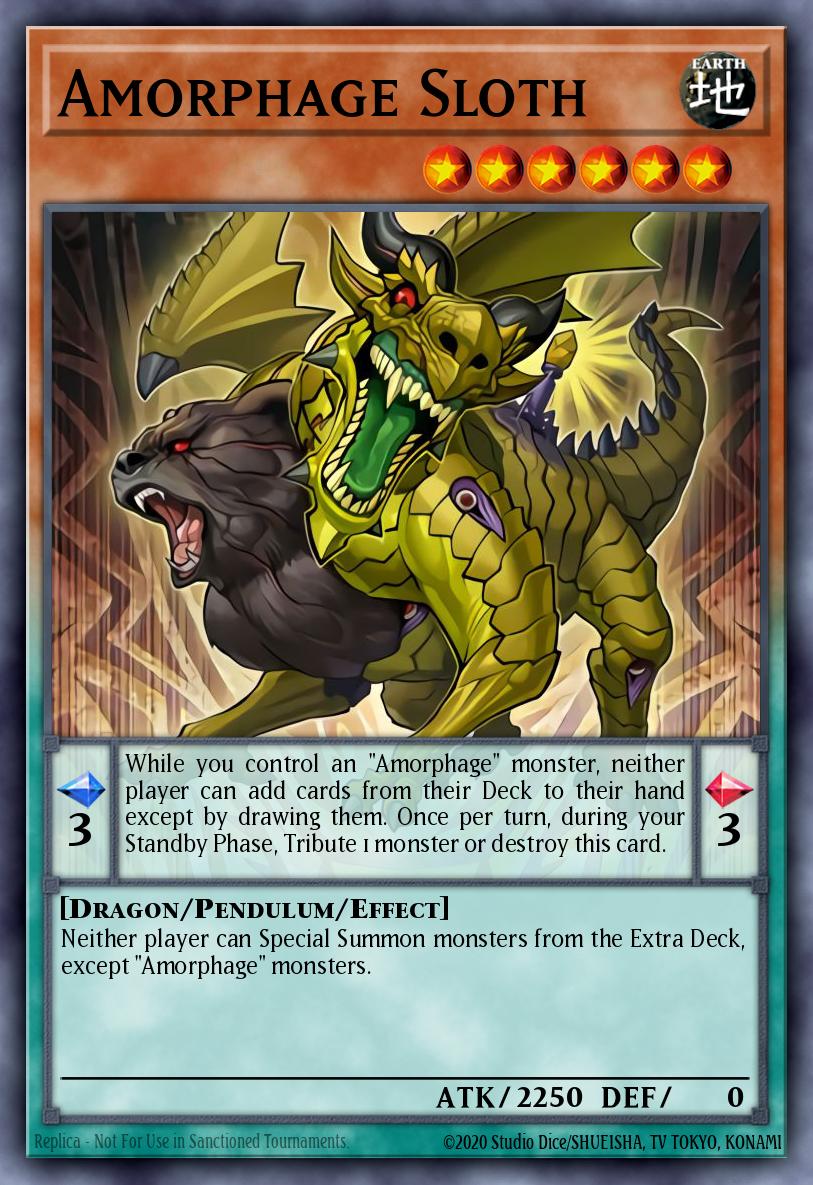 Amorphage Sloth
EARTH
地
While you control an "Amorphage" monster, neither
player can add cards from their Deck to their hand
except by drawing them. Once per turn, during your
Standby Phase, Tribute 1 monster or destroy this card.
3
3
[Dragon/Pendulum/Effect]
Neither player can Special Summon monsters from the Extra Deck,
except "Amorphage" monsters.
ATK/2250 DEF/ 0
Replica - Not For Use in Sanctioned Tournaments.
©2020 Studio Dice/SHUEISHA, TV TOKYO, KONAMI